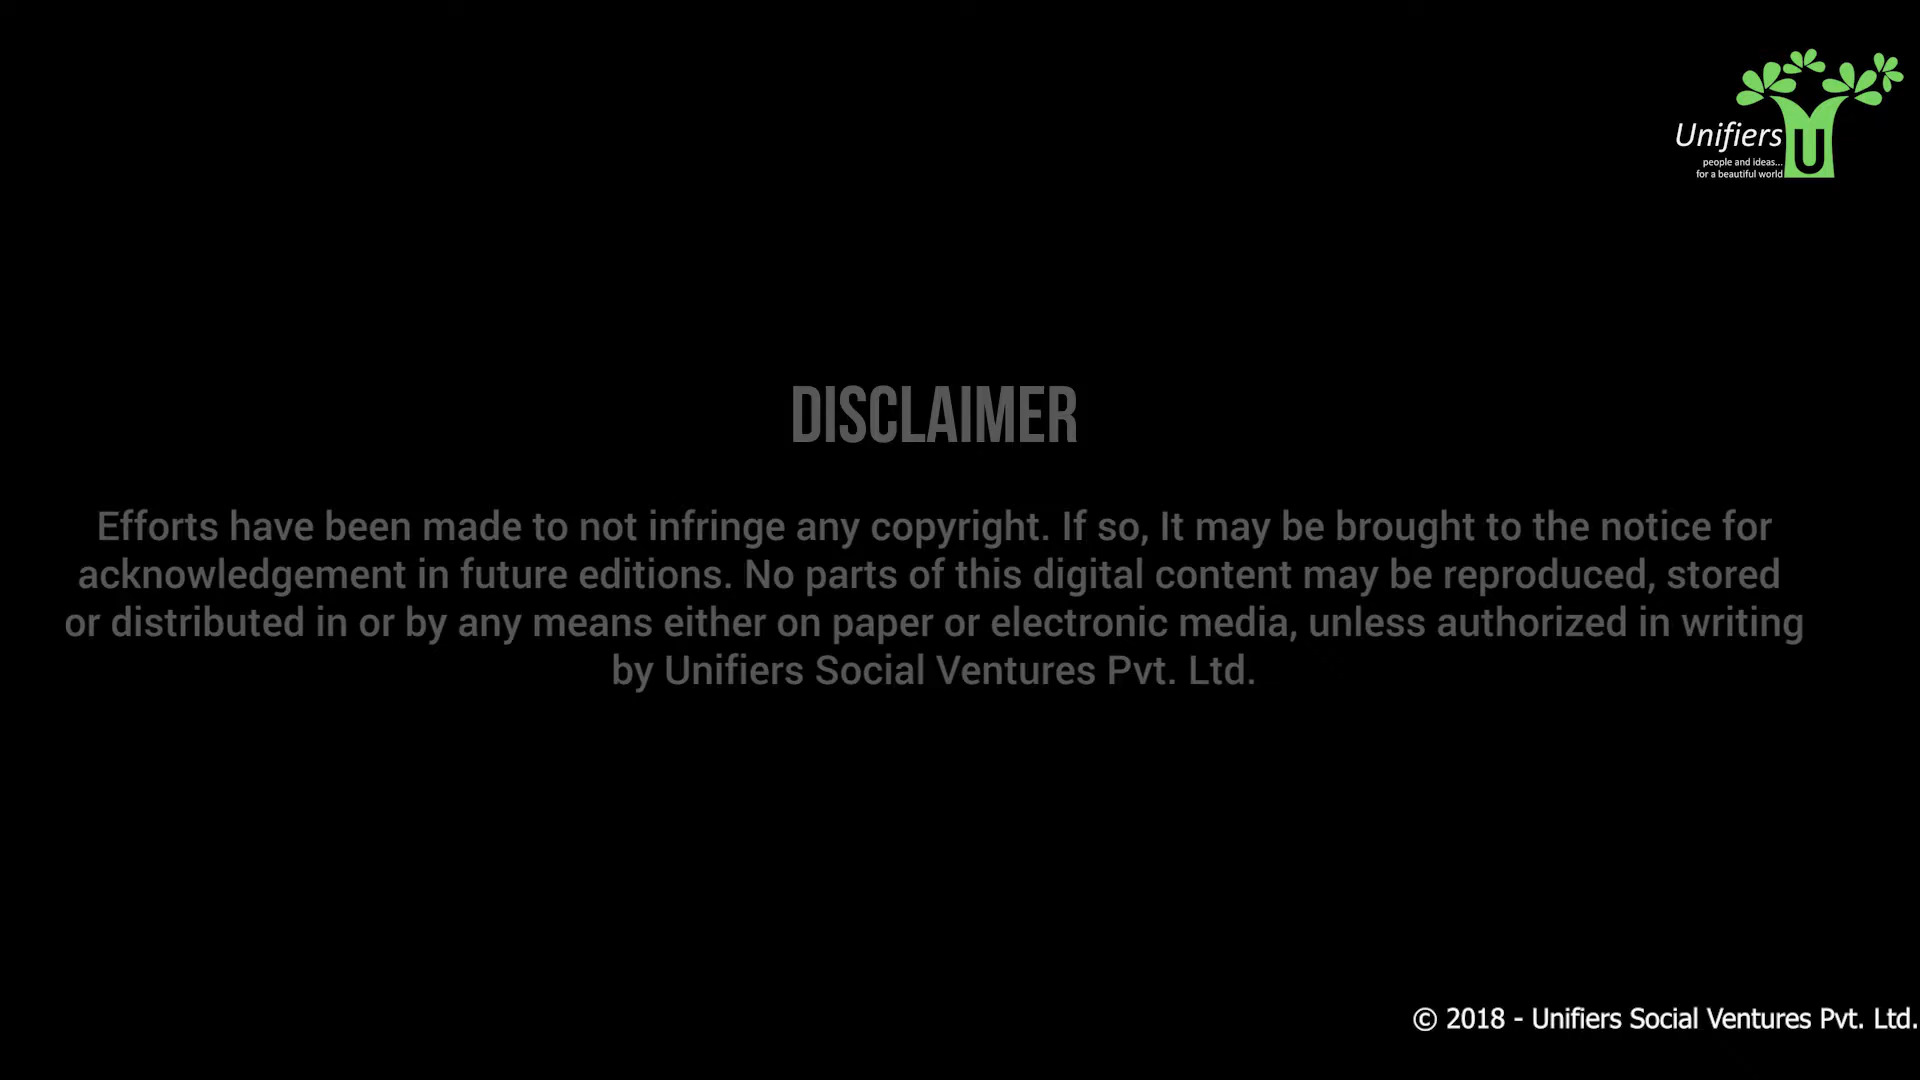 Unifiers
people and ideas...
for a beautiful world
U
DISCLAIMER
Efforts have been made to not infringe any copyright. If so, It may be brought to the notice for
acknowledgement in future editions. No parts of this digital content may be reproduced, stored
or distributed in or by any means either on paper or electronic media, unless authorized in writing
by Unifiers Social Ventures Pvt. Ltd.
© 2018 - Unifiers Social Ventures Pvt. Ltd.